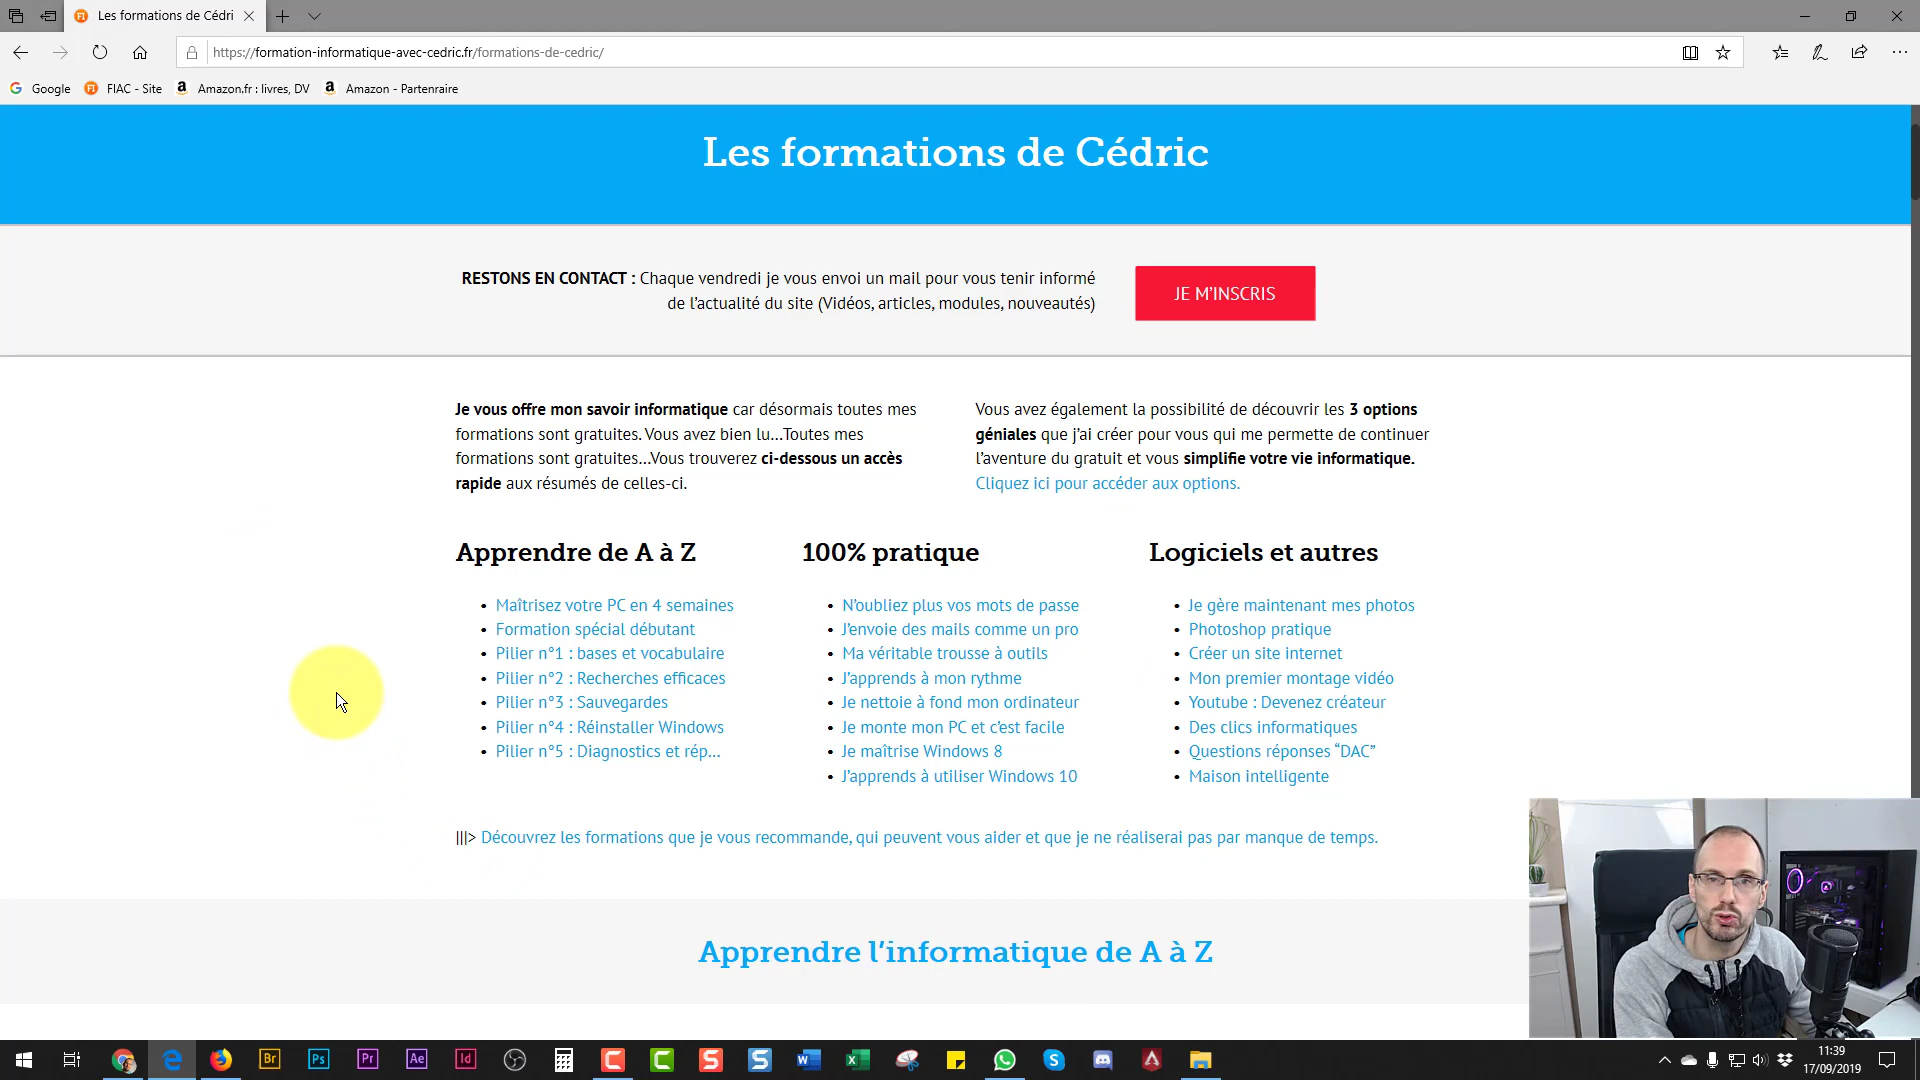 Les formations de Cédri
https://formation-informatique-avec-cedric.fr/formations-de-cedric/
Google FIAC - Site Amazon.fr : livres, DV Amazon - Partenraire
Les formations de Cédric
RESTONS EN CONTACT : Chaque vendredi je vous envoi un mail pour vous tenir informé
de l'actualité du site (Vidéos, articles, modules, nouveautés)
JE M'INSCRIS
Je vous offre mon savoir informatique car désormais toutes mes
formations sont gratuites. Vous avez bien lu...Toutes mes
formations sont gratuites...Vous trouverez ci-dessous un accès
rapide aux résumés de celles-ci.
Vous avez également la possibilité de découvrir les 3 options
géniales que j'ai créer pour vous qui me permette de continuer
l'aventure du gratuit et vous simplifie votre vie informatique.
Cliquez ici pour accéder aux options.
Apprendre de A à Z
• Maîtrisez votre PC en 4 semaines
• Formation spécial débutant
• Pilier n°1 : bases et vocabulaire
• Pilier n°2 : Recherches efficaces
• Pilier n°3 : Sauvegardes
• Pilier n°4 : Réinstaller Windows
• Pilier n°5 : Diagnostics et rép...
100% pratique
• N'oubliez plus vos mots de passe
• J'envoie des mails comme un pro
• Ma véritable trousse à outils
• J'apprends à mon rythme
• Je nettoie à fond mon ordinateur
• Je monte mon PC et c'est facile
• Je maîtrise Windows 8
• J'apprends à utiliser Windows 10
Logiciels et autres
• Je gère maintenant mes photos
• Photoshop pratique
• Créer un site internet
• Mon premier montage vidéo
• Youtube : Devenez créateur
• Des clics informatiques
• Questions réponses “DAC”
• Maison intelligente
|||> Découvrez les formations que je vous recommande, qui peuvent vous aider et que je ne réaliserai pas par manque de temps.
Apprendre l'informatique de A à Z
Br Ps Pr Ae Id
11:39
17/09/2019